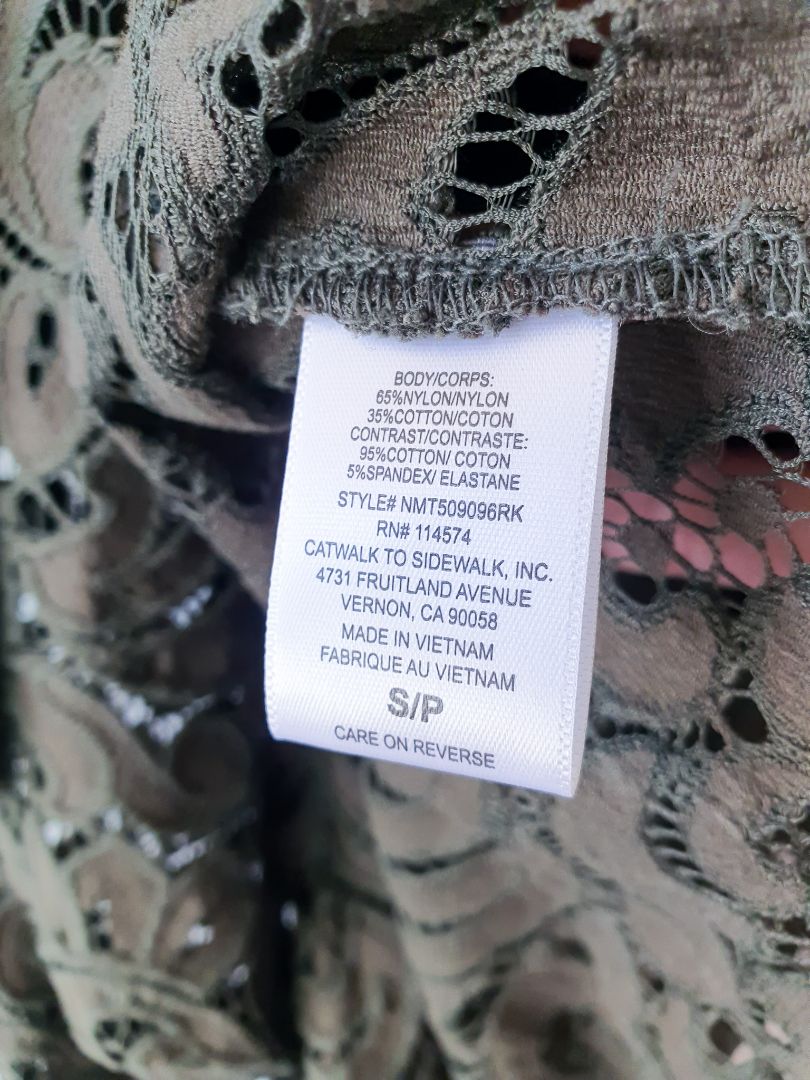 BODY/CORPS:
65%NYLON/NYLON
35%COTTON/COTON
CONTRAST/CONTRASTE:
95%COTTON/ COTON
5%SPANDEX/ ELASTANE
STYLE# NMT509096RK
RN# 114574
CATWALK TO SIDEWALK, INC.
4731 FRUITLAND AVENUE
VERNON, CA 90058
MADE IN VIETNAM
FABRIQUE AU VIETNAM
S/P
CARE ON REVERSE